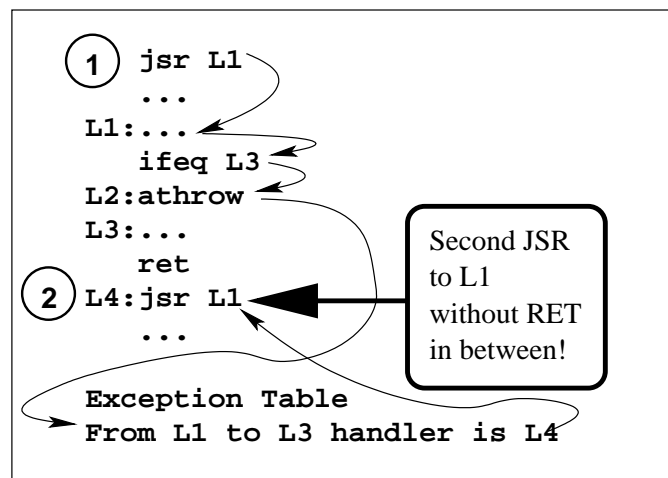 1 jsr L1
...
L1:...
ifeq L3
L2:athrow
L3:...
ret
2 L4:jsr L1
...
Second JSR
to L1
without RET
in between!
Exception Table
From L1 to L3 handler is L4